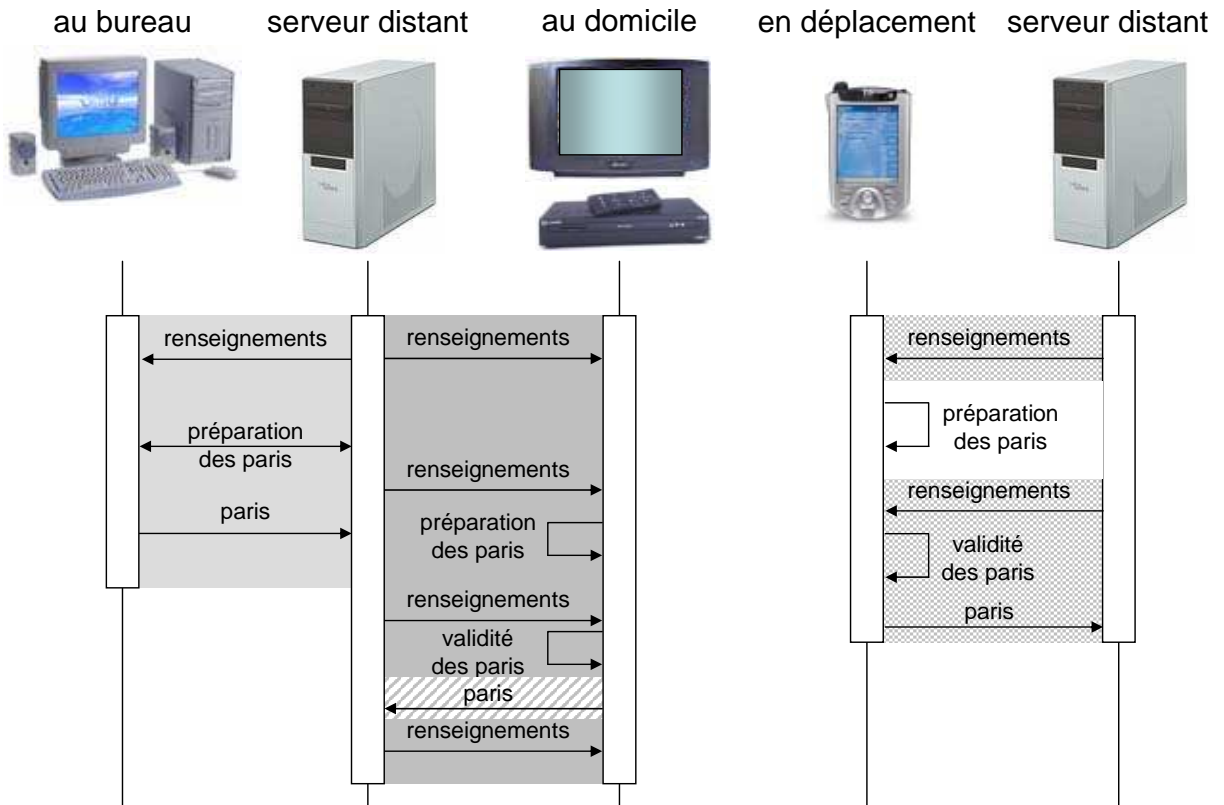 au bureau
serveur distant
au domicile
en déplacement
serveur distant
renseignements
préparation
des paris
paris
renseignements
renseignements
préparation
des paris
renseignements
validité
des paris
paris
renseignements
renseignements
préparation
des paris
renseignements
validité
des paris
paris